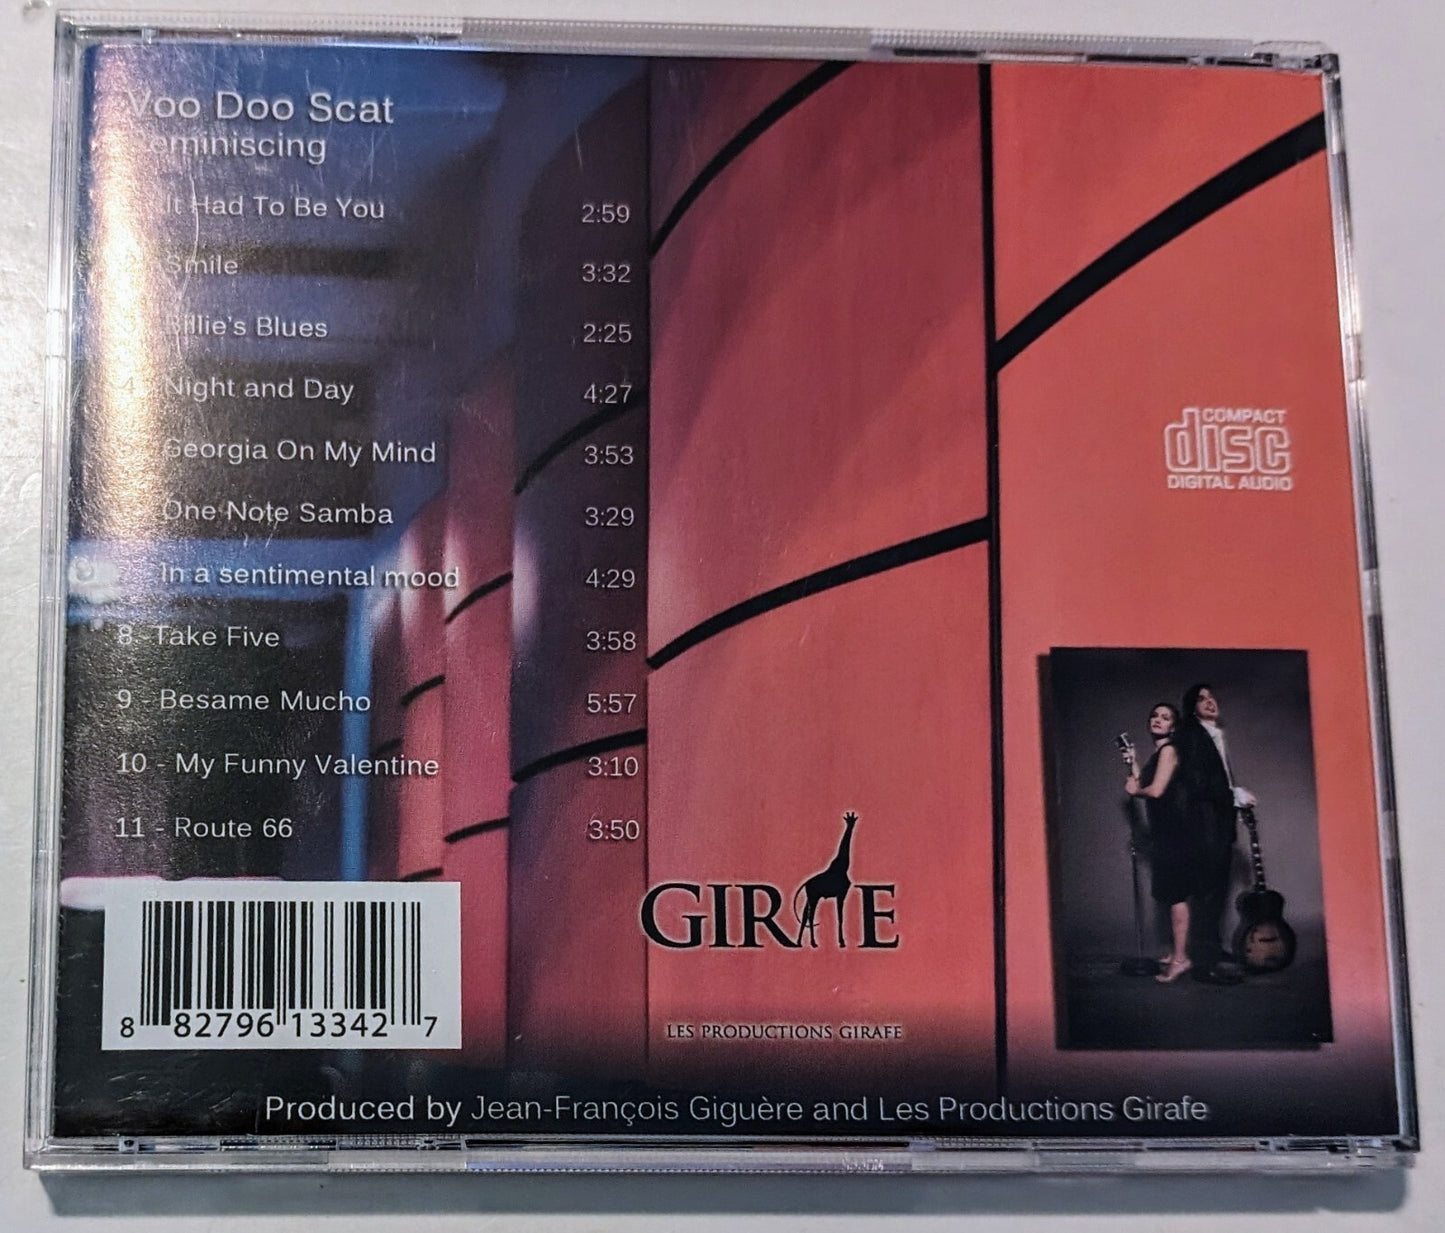 Voo Doo Scat
Reminiscing
It Had To Be You 2:59
Smile 3:32
Billie's Blues 2:25
4 - Night and Day 4:27
Georgia On My Mind 3:53
One Note Samba 3:29
In a sentimental mood 4:29
8 - Take Five 3:58
9 - Besame Mucho 5:57
10 - My Funny Valentine 3:10
11 - Route 66 3:50
COMPACT
disc
DIGITAL AUDIO
GIRAFE
LES PRODUCTIONS GIRAFE
8 82796 13342 7
Produced by Jean-François Giguère and Les Productions Girafe